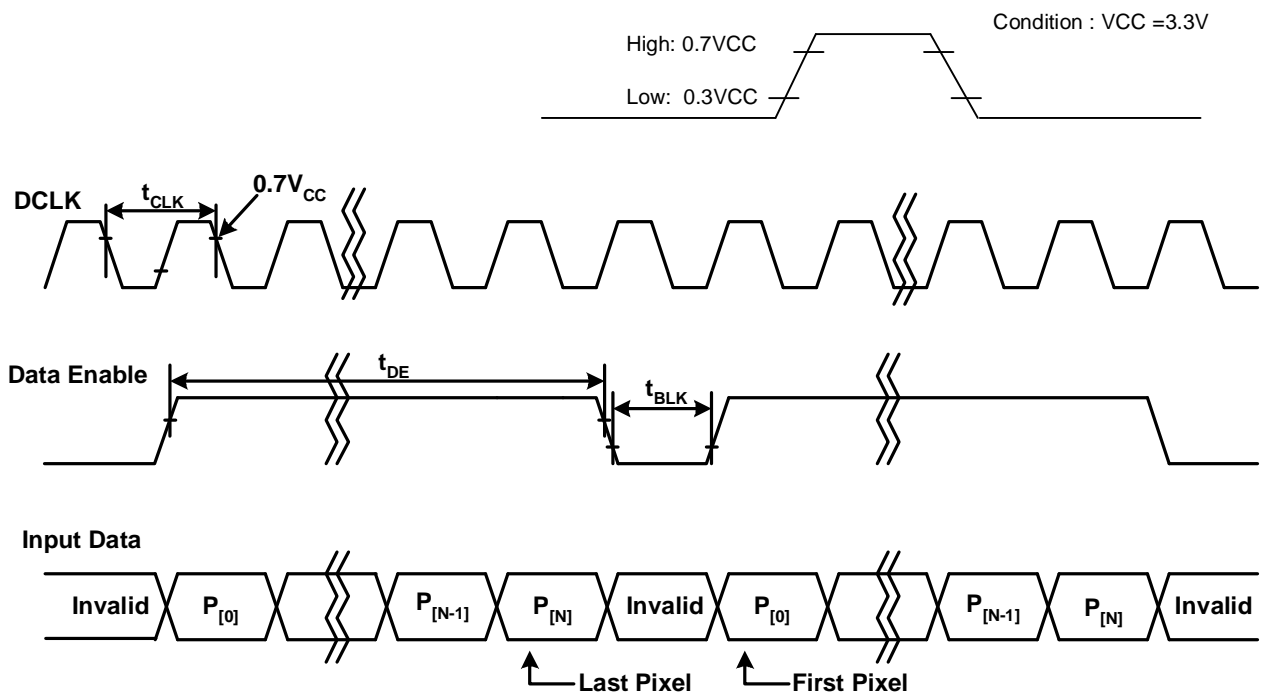 Condition : VCC =3.3V
High: 0.7VCC
Low: 0.3VCC
DCLK
tCLK
0.7VCC
Data Enable
tDE
tBLK
Input Data
Invalid P[0] P[N-1] P[N] Invalid P[0] P[N-1] P[N] Invalid
Last Pixel First Pixel